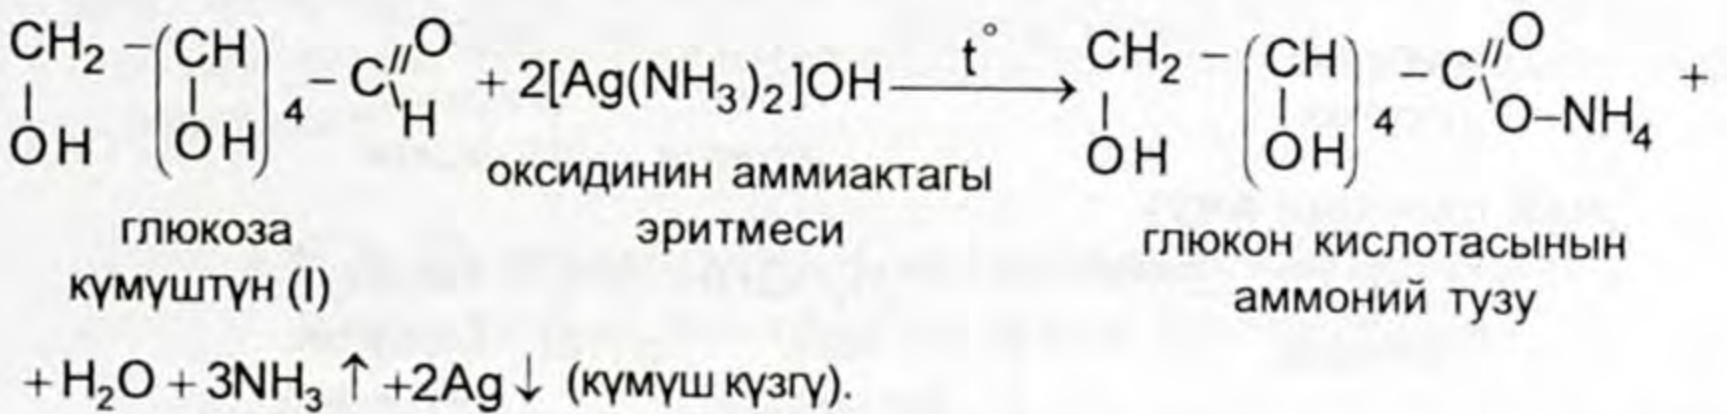 CH₂ –(CH)₄ – C//O \H + 2[Ag(NH₃)₂]OH —t°→ CH₂ – (CH)₄ – C//O \O–NH₄ +
OH OH OH OH
оксидинин аммиактагы
глюкоза эритмеси глюкон кислотасынын
күмүштүн (I) аммоний тузу
+H₂O + 3NH₃ ↑ +2Ag↓ (күмүш күзгү).